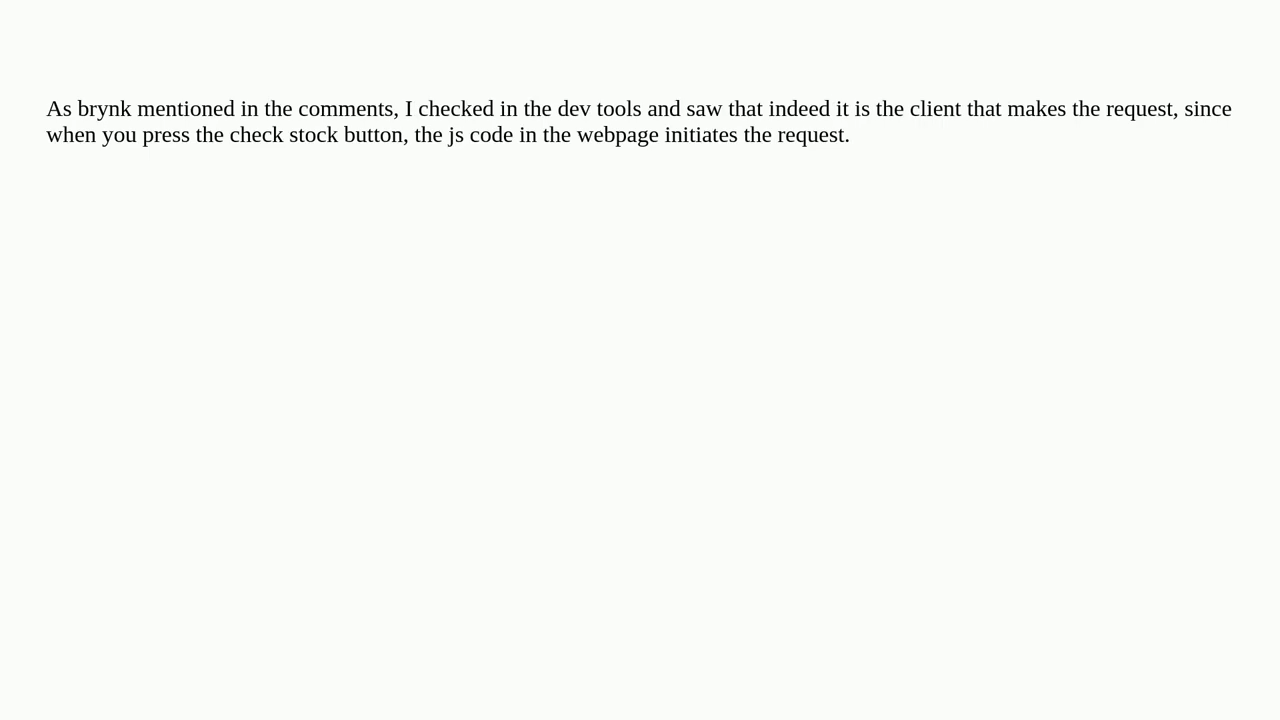 As brynk mentioned in the comments, I checked in the dev tools and saw that indeed it is the client that makes the request, since
when you press the check stock button, the js code in the webpage initiates the request.